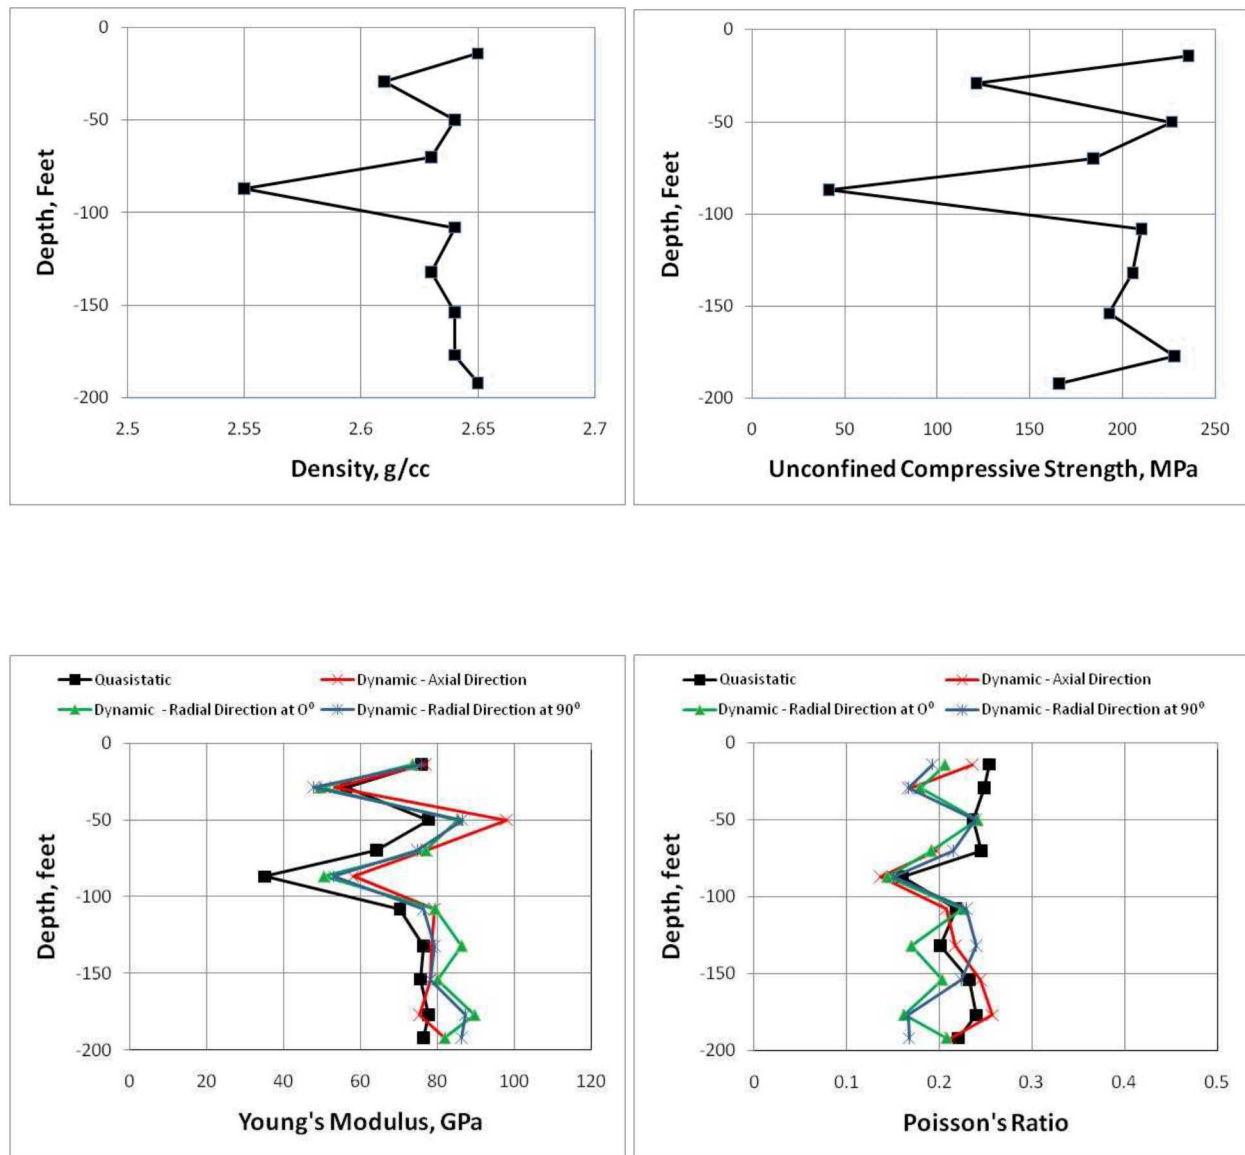 0
-50
-100
-150
-200
Depth, Feet
2.5 2.55 2.6 2.65 2.7
Density, g/cc
0
-50
-100
-150
-200
Depth, Feet
0 50 100 150 200 250
Unconfined Compressive Strength, MPa
Quasistatic Dynamic - Axial Direction
Dynamic - Radial Direction at 0⁰ Dynamic - Radial Direction at 90⁰
0
-50
-100
-150
-200
Depth, feet
0 20 40 60 80 100 120
Young's Modulus, GPa
Quasistatic Dynamic - Axial Direction
Dynamic - Radial Direction at 0⁰ Dynamic - Radial Direction at 90⁰
0
-50
-100
-150
-200
Depth, feet
0 0.1 0.2 0.3 0.4 0.5
Poisson's Ratio